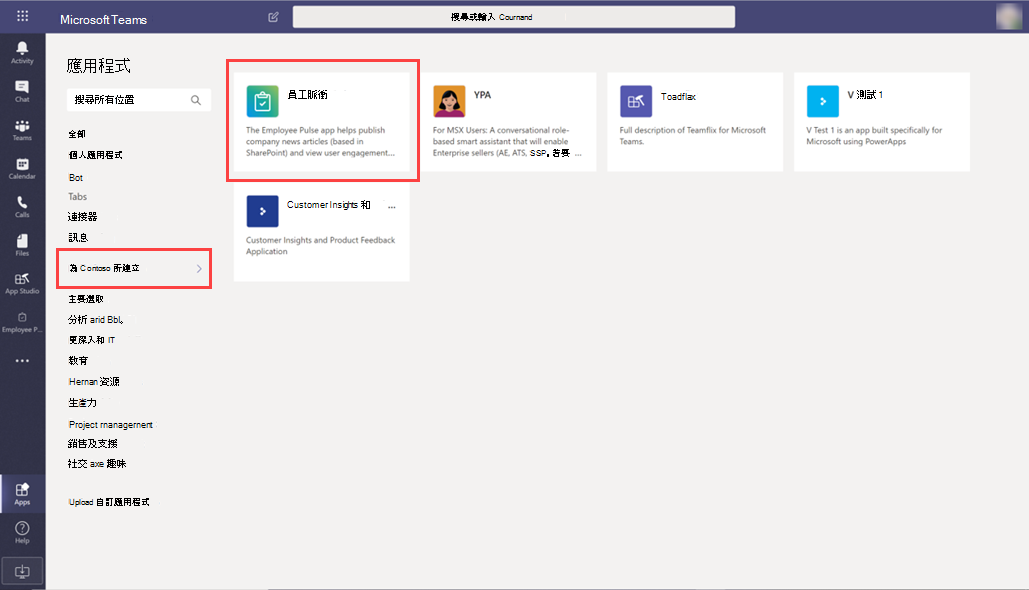 Microsoft Teams
搜尋或輸入 Cournand
Activity
Chat
Teams
Calendar
Calls
Files
App Studio
Employee P...
Apps
Help
應用程式
搜尋所有位置
全部
個人應用程式
Bot
Tabs
連接器
訊息
為 Contoso 所建立
主要選取
分析 arid Bbl。
更深入和 IT
教育
Hernan 資源
生產力
Project rnanagernent
銷售及支援
社交 axe 趣味
Upload 自訂應用程式
員工脈衝
The Employee Pulse app helps publish
company news articles (based in
SharePoint) and view user engagement...
YPA
For MSX Users: A conversational role-
based smart assistant that will enable
Enterprise sellers (AE, ATS, SSP。若要 ...
Toadflax
Full description of Teamflix for Microsoft
Teams.
V 測試 1
V Test 1 is an app built specifically for
Microsoft using PowerApps
Customer Insights 和 ...
Customer Insights and Product Feedback
Application